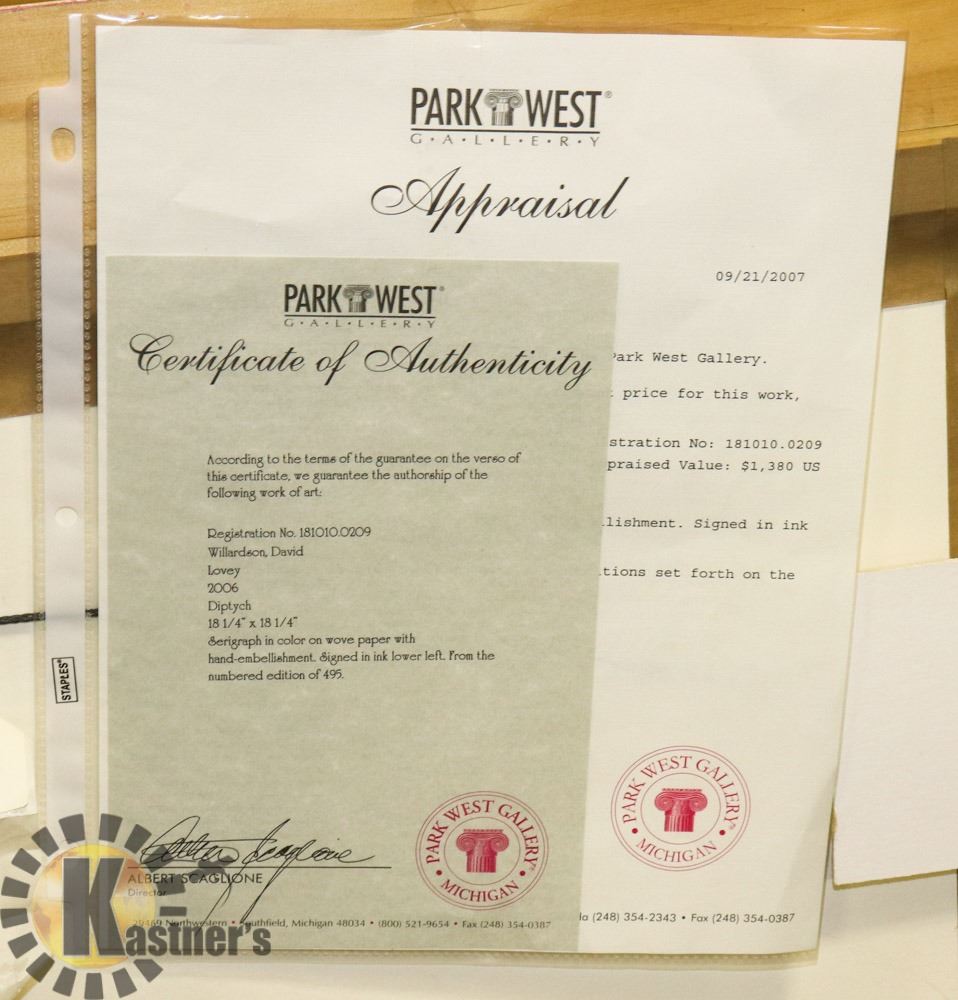 PARK WEST®
G·A·L·L·E·R·Y
Appraisal
09/21/2007
Park West Gallery.
price for this work,
stration No: 181010.0209
praised Value: $1,380 US
lishment. Signed in ink
tions set forth on the
PARK WEST GALLERY®
• MICHIGAN •
(248) 354-2343 • Fax (248) 354-0387
PARK WEST®
G·A·L·L·E·R·Y
Certificate of Authenticity
According to the terms of the guarantee on the verso of
this certificate, we guarantee the authorship of the
following work of art:
Registration No. 181010.0209
Willardson, David
Lovey
2006
Diptych
18 1/4" x 18 1/4"
Serigraph in color on wove paper with
hand-embellishment. Signed in ink lower left. From the
numbered edition of 495.
ALBERT SCAGLIONE
Director
PARK WEST GALLERY®
• MICHIGAN •
29469 Northwestern • Southfield, Michigan 48034 • (800) 521-9654 • Fax (248) 354-0387
STAPLES®
Kastner's